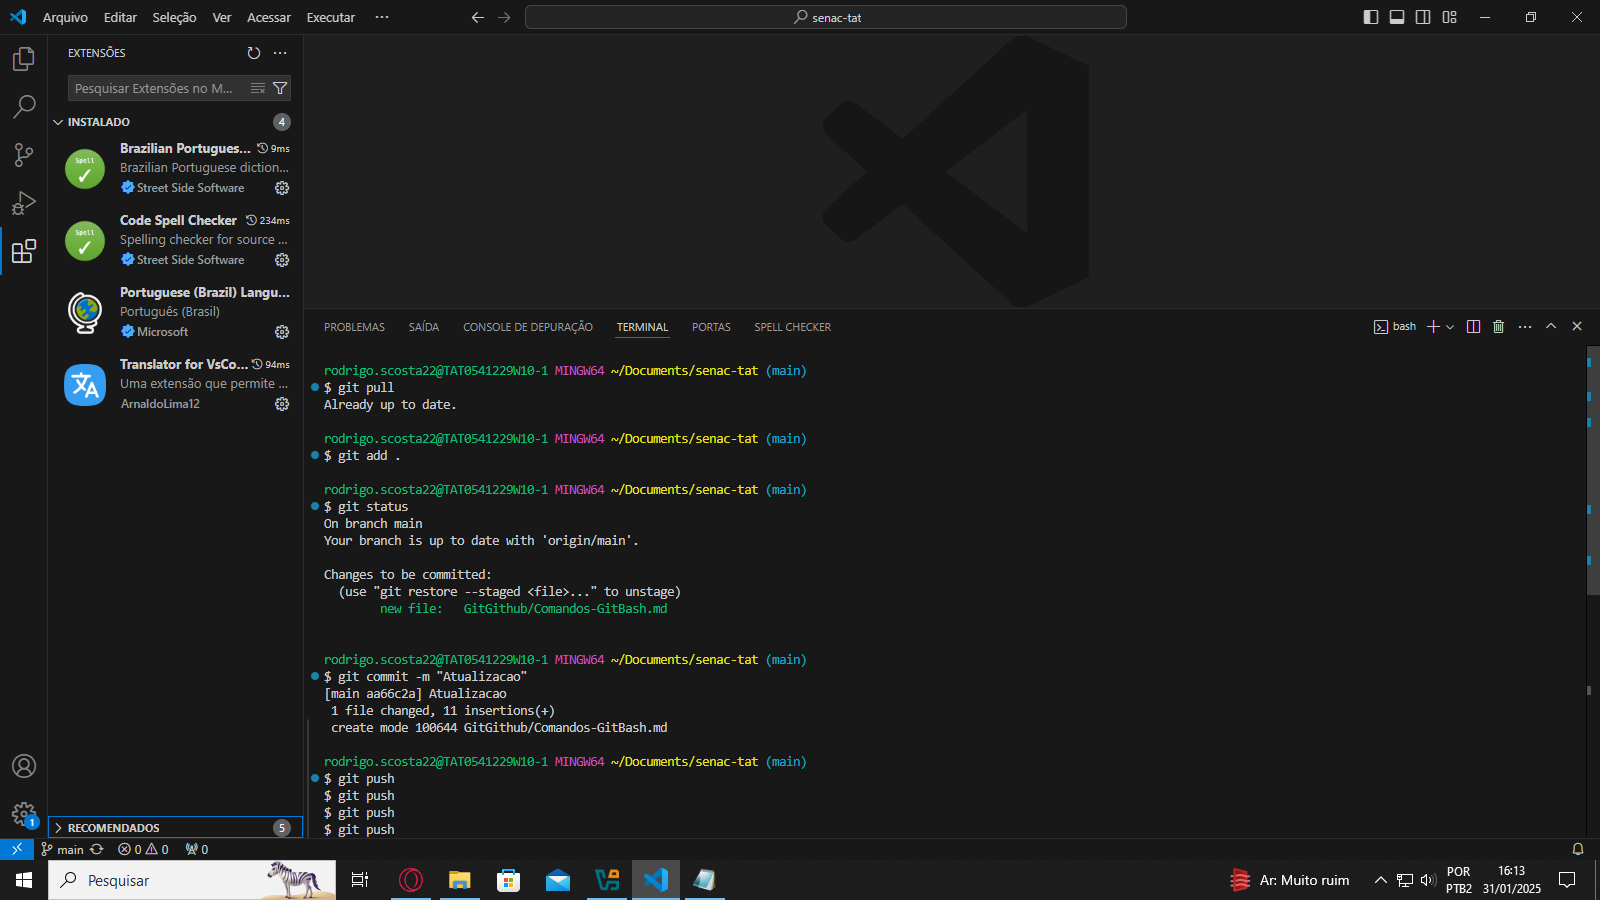 Arquivo Editar Seleção Ver Acessar Executar ···
senac-tat
EXTENSÕES
Pesquisar Extensões no M...
INSTALADO 4
Brazilian Portugues... 9ms
Brazilian Portuguese diction...
Street Side Software
Code Spell Checker 234ms
Spelling checker for source ...
Street Side Software
Portuguese (Brazil) Langu...
Português (Brasil)
Microsoft
Translator for VsCo... 94ms
Uma extensão que permite ...
ArnaldoLima12
RECOMENDADOS 5
PROBLEMAS SAÍDA CONSOLE DE DEPURAÇÃO TERMINAL PORTAS SPELL CHECKER
bash
rodrigo.scosta22@TAT0541229W10-1 MINGW64 ~/Documents/senac-tat (main)
$ git pull
Already up to date.
rodrigo.scosta22@TAT0541229W10-1 MINGW64 ~/Documents/senac-tat (main)
$ git add .
rodrigo.scosta22@TAT0541229W10-1 MINGW64 ~/Documents/senac-tat (main)
$ git status
On branch main
Your branch is up to date with 'origin/main'.
Changes to be committed:
(use "git restore --staged <file>..." to unstage)
new file: GitGithub/Comandos-GitBash.md
rodrigo.scosta22@TAT0541229W10-1 MINGW64 ~/Documents/senac-tat (main)
$ git commit -m "Atualizacao"
[main aa66c2a] Atualizacao
1 file changed, 11 insertions(+)
create mode 100644 GitGithub/Comandos-GitBash.md
rodrigo.scosta22@TAT0541229W10-1 MINGW64 ~/Documents/senac-tat (main)
$ git push
$ git push
$ git push
$ git push
1
main 0 0 0
Pesquisar
Ar: Muito ruim
POR
PTB2
16:13
31/01/2025
Spell
Spell